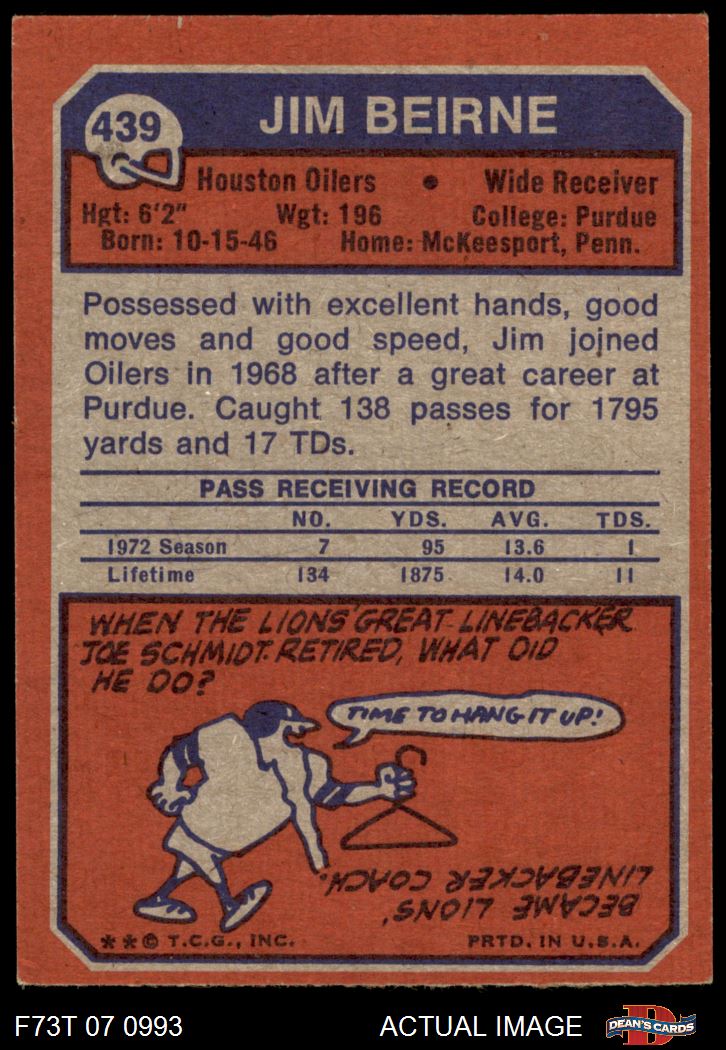 439
JIM BEIRNE
Houston Oilers • Wide Receiver
Hgt: 6'2" Wgt: 196 College: Purdue
Born: 10-15-46 Home: McKeesport, Penn.
Possessed with excellent hands, good
moves and good speed, Jim joined
Oilers in 1968 after a great career at
Purdue. Caught 138 passes for 1795
yards and 17 TDs.
PASS RECEIVING RECORD
NO. YDS. AVG. TDS.
1972 Season 7 95 13.6 1
Lifetime 134 1875 14.0 11
WHEN THE LIONS' GREAT LINEBACKER
JOE SCHMIDT RETIRED, WHAT DID
HE DO?
TIME TO HANG IT UP!
BECAME LIONS'
LINEBACKER COACH.
**© T.C.G., INC. PRTD. IN U.S.A.
F73T 07 0993 ACTUAL IMAGE
DEAN'S CARDS